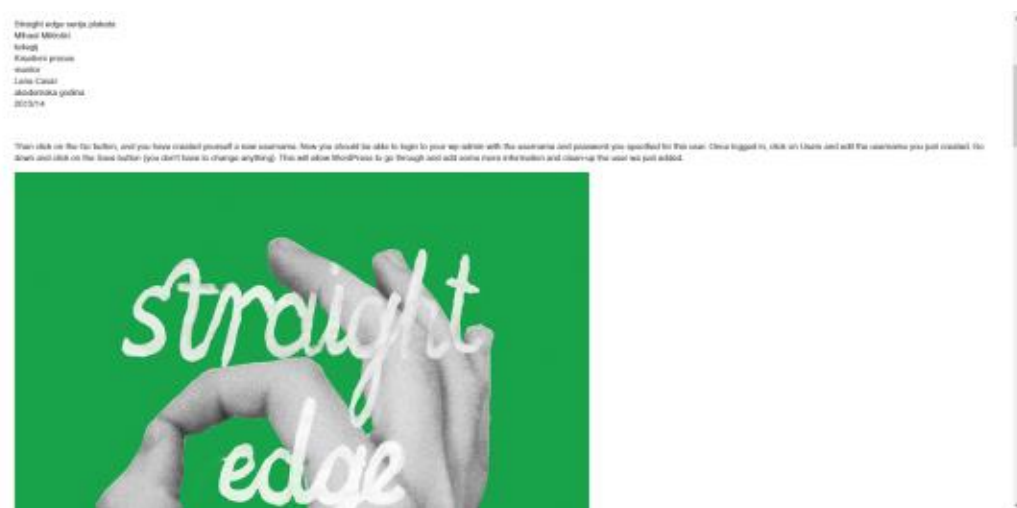 Straight edge serija plakata
Mihael
kolegij
Kreativni proces
mentor
akademska godina
2013/14
Then click on the Go button, and you have created yourself a new username. Now you should be able to login to your wp-admin with the username and password you specified for this user. Once logged in, click on Users and edit the username you just created. Go
down and click on the Save button (you don't have to change anything). This will allow WordPress to go through and add some more information and clean-up the user we just added.
straight
edge